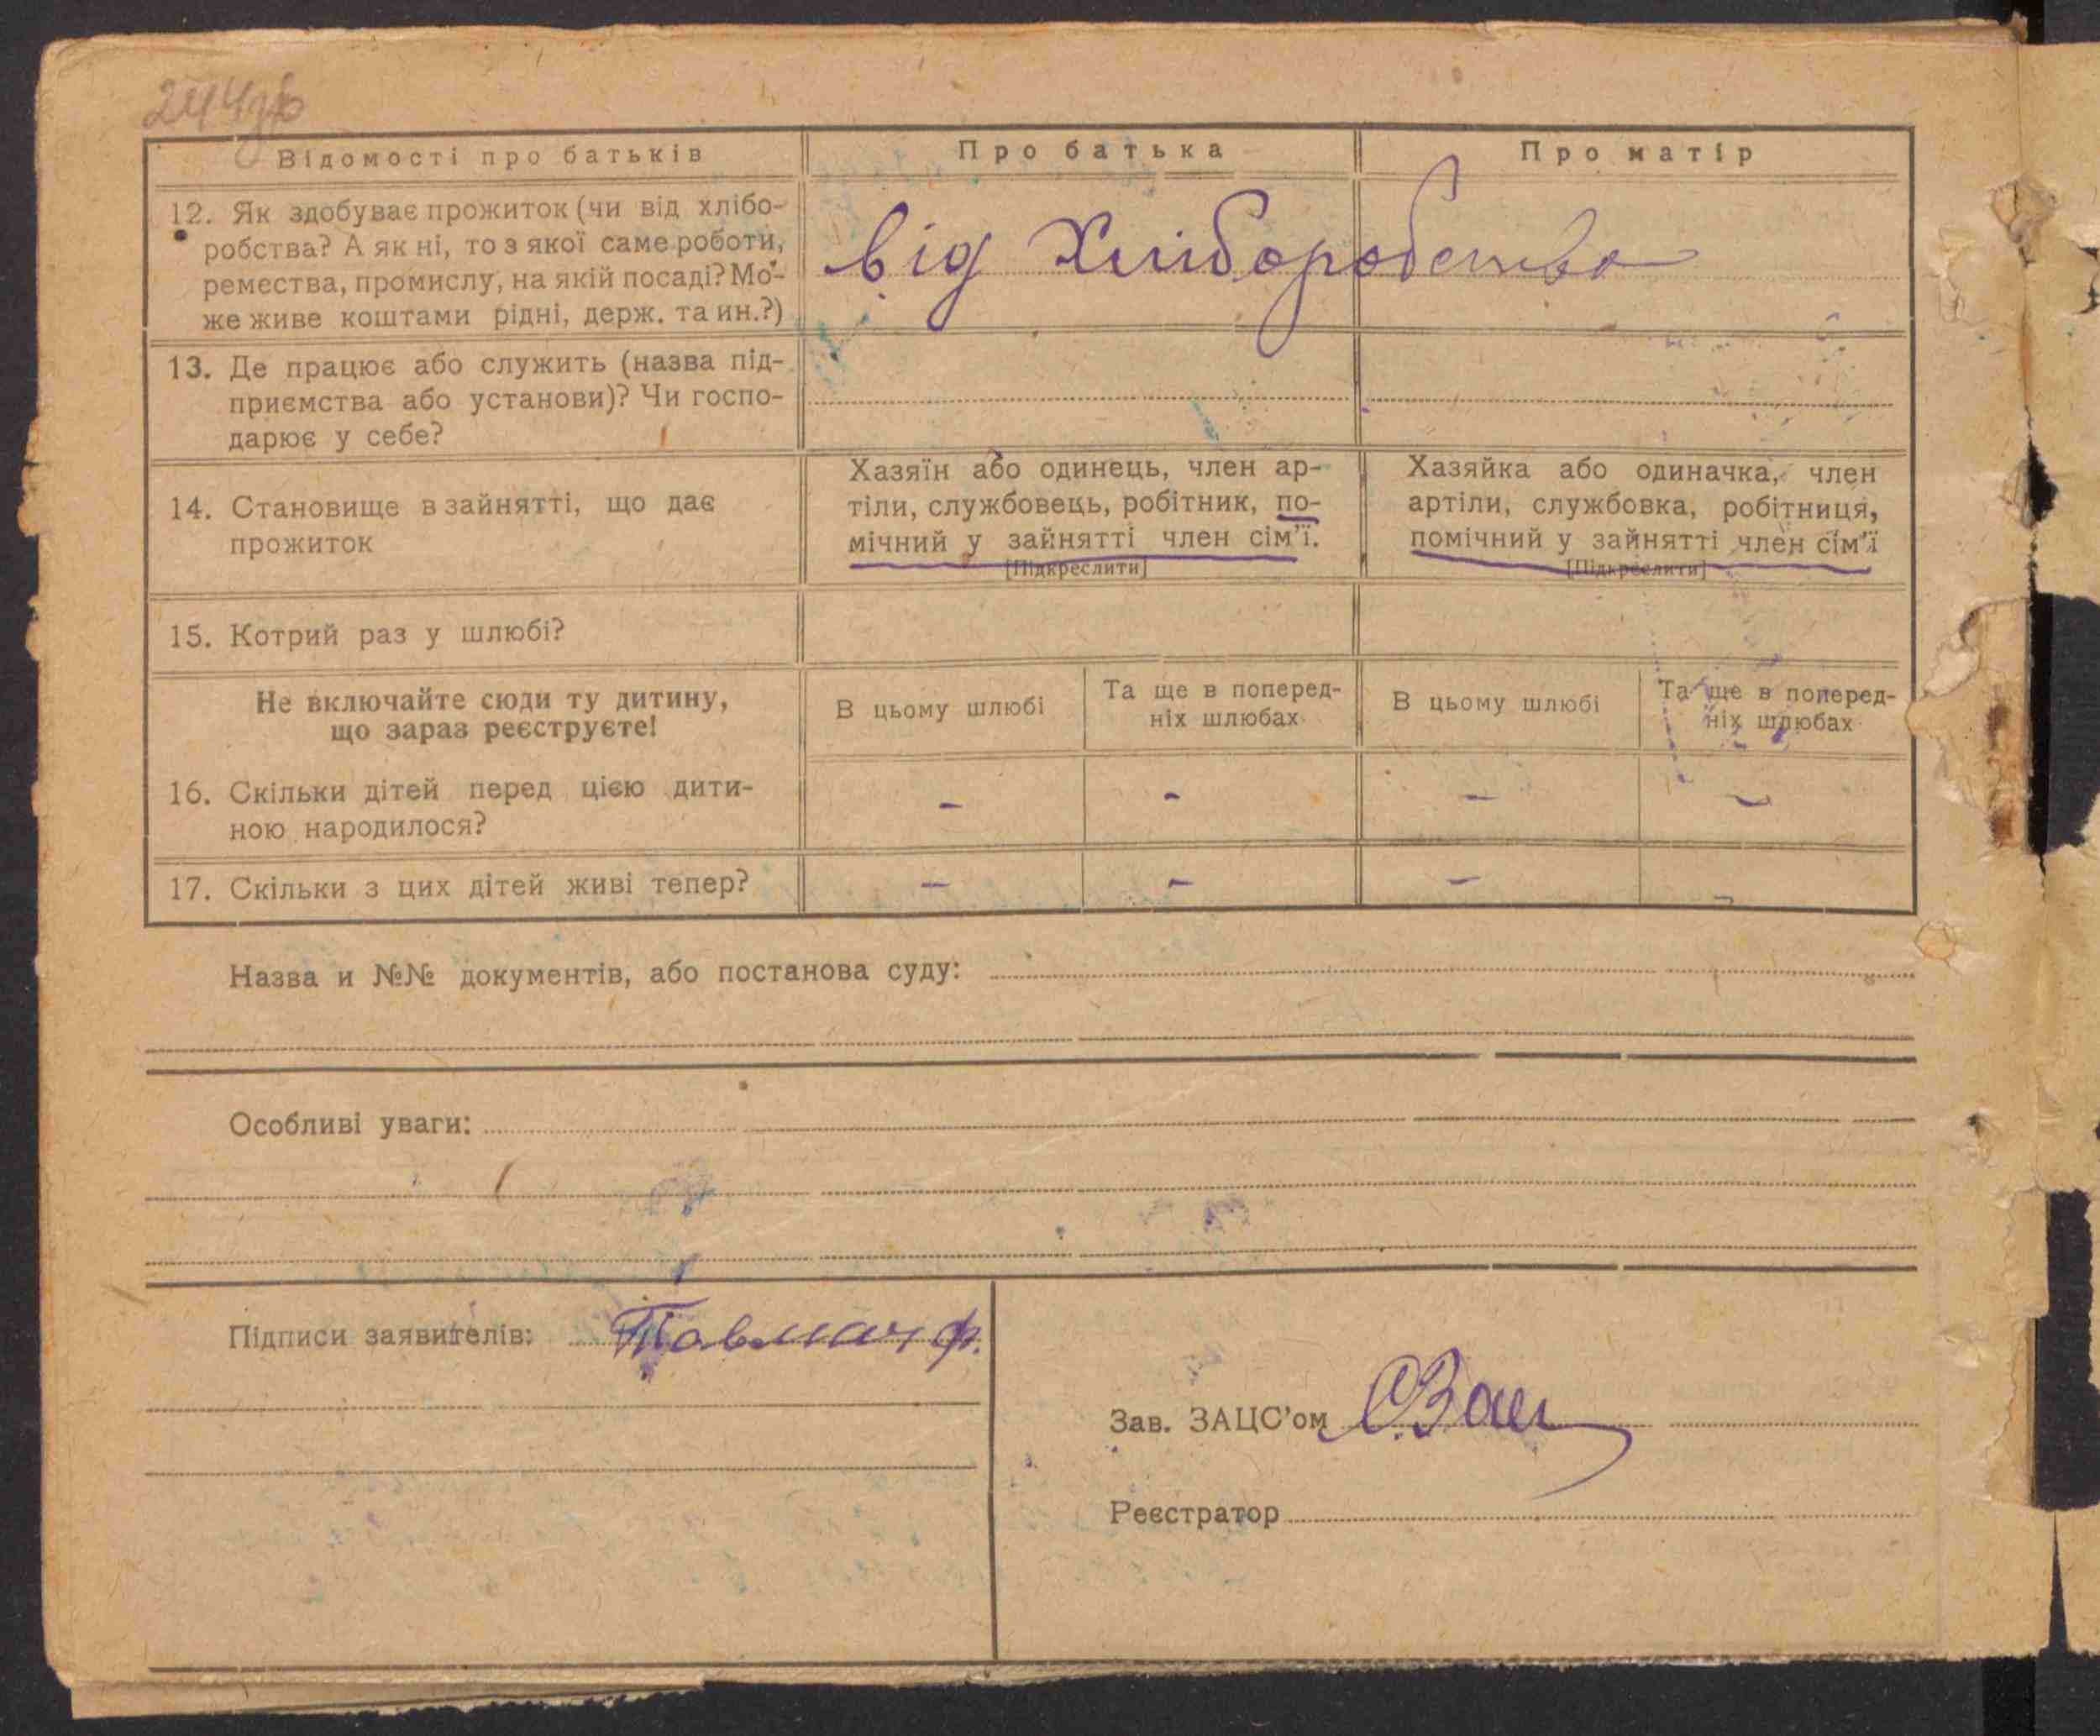 244зв
Відомості про батьків
Про батька
Про матір
12. Як здобуває прожиток (чи від хлібо-
робства? А як ні, то з якої саме роботи,
ремества, промислу, на якій посаді? Мо-
же живе коштами рідні, держ. та ин.?)
від Хліборобства
13. Де працює або служить (назва під-
приємства або установи)? Чи госпо-
дарює у себе?
14. Становище в зайнятті, що дає
прожиток
Хазяїн або одинець, член ар-
тіли, службовець, робітник, по-
мічний у зайнятті член сім'ї.
[Підкреслити]
Хазяйка або одиначка, член
артіли, службовка, робітниця,
помічний у зайнятті член сім'ї
[Підкреслити]
15. Котрий раз у шлюбі?
Не включайте сюди ту дитину,
що зараз реєструєте!
В цьому шлюбі
Та ще в поперед-
ніх шлюбах
В цьому шлюбі
Та ще в поперед-
ніх шлюбах
16. Скільки дітей перед цією дити-
ною народилося?
- - - -
17. Скільки з цих дітей живі тепер?
- - - -
Назва и №№ документів, або постанова суду:
Особливі уваги:
Підписи заявителів:
Зав. ЗАЦС'ом
Реєстратор